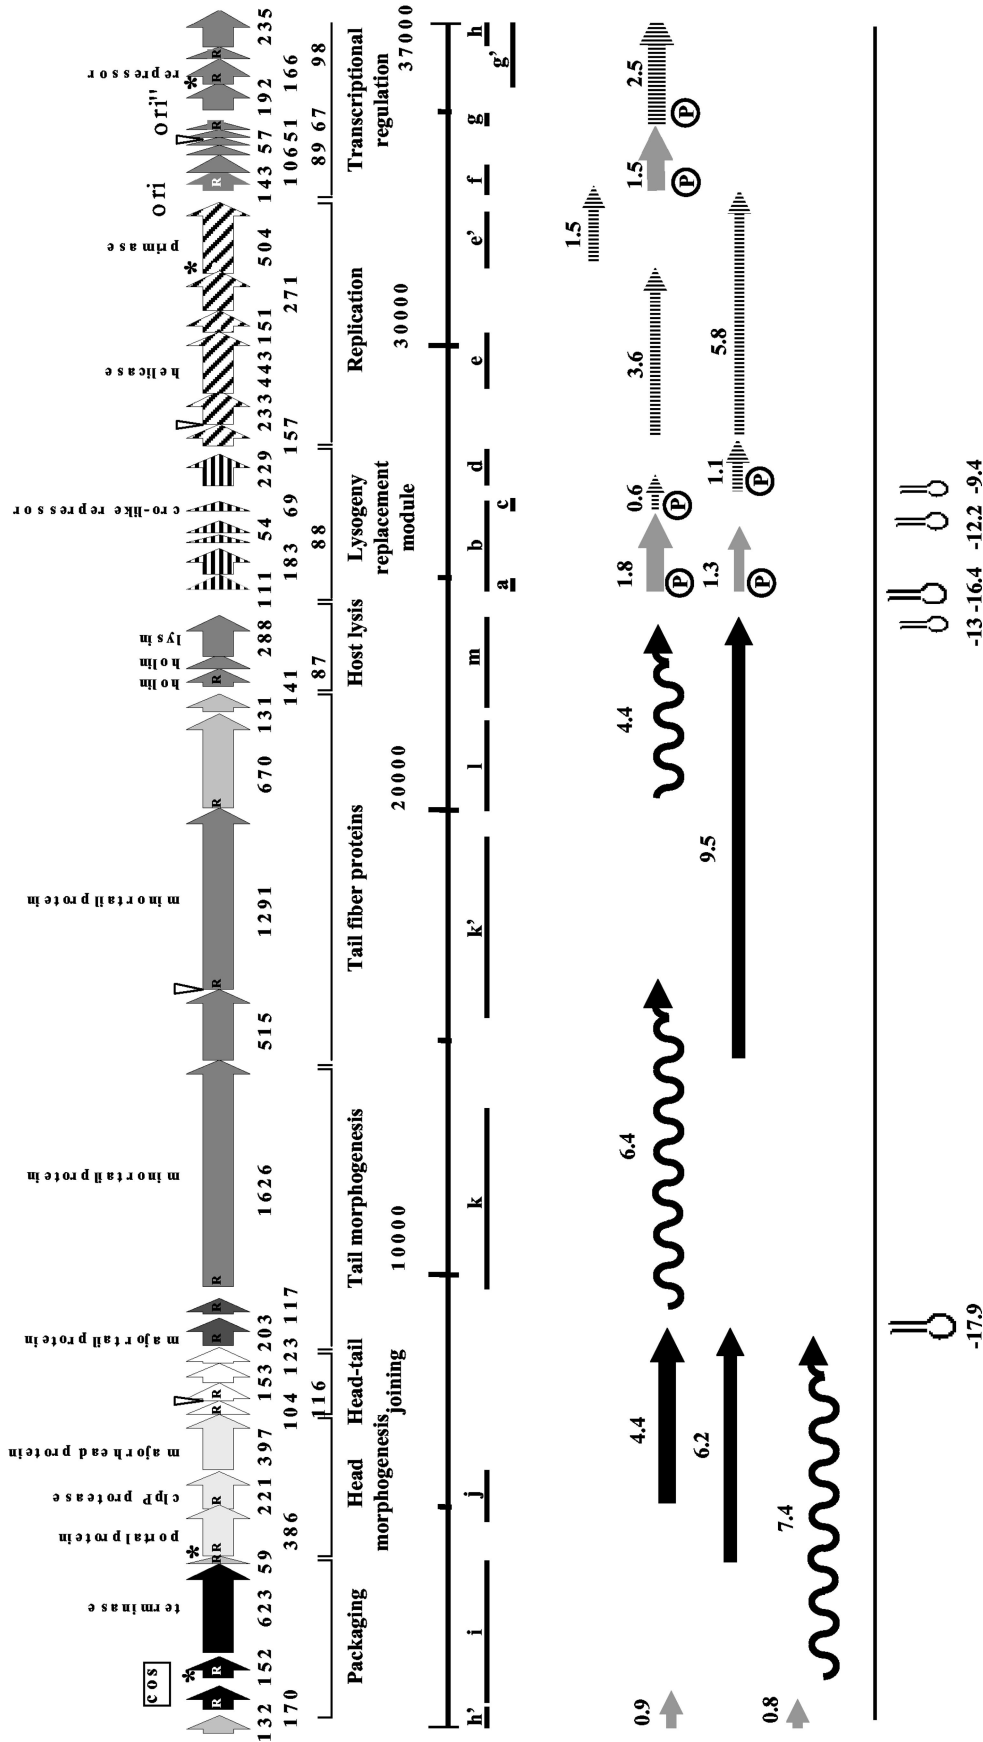 cos
ori
ori"
terminase
portal protein
clpP protease
major head protein
major tail protein
minor tail protein
minor tail protein
holin
holin
lysin
cro-like repressor
helicase
primase
repressor
R R RR R R R R R R R R R R R R
* * * *
132 152 623 59 386 221 397 104 153 123 203 117 1626 515 1291 670 131 141 288 111 183 54 69 229 157 233 443 151 271 504 143 106 57 51 192 166 235
170 116 87 88 89 67 98
Packaging
Head morphogenesis
Head-tail joining
Tail morphogenesis
Tail fiber proteins
Host lysis
Lysogeny replacement module
Replication
Transcriptional regulation
10000 20000 30000 37000
h' i j k k' l m a b c d e e' f g g' h
0.9 4.4 6.4 4.4 1.8 0.6 3.6 1.5 1.5 2.5
P P P
6.2 9.5 1.3 1.1 5.8
P P
0.8 7.4
-17.9 -13 -16.4 -12.2 -9.4